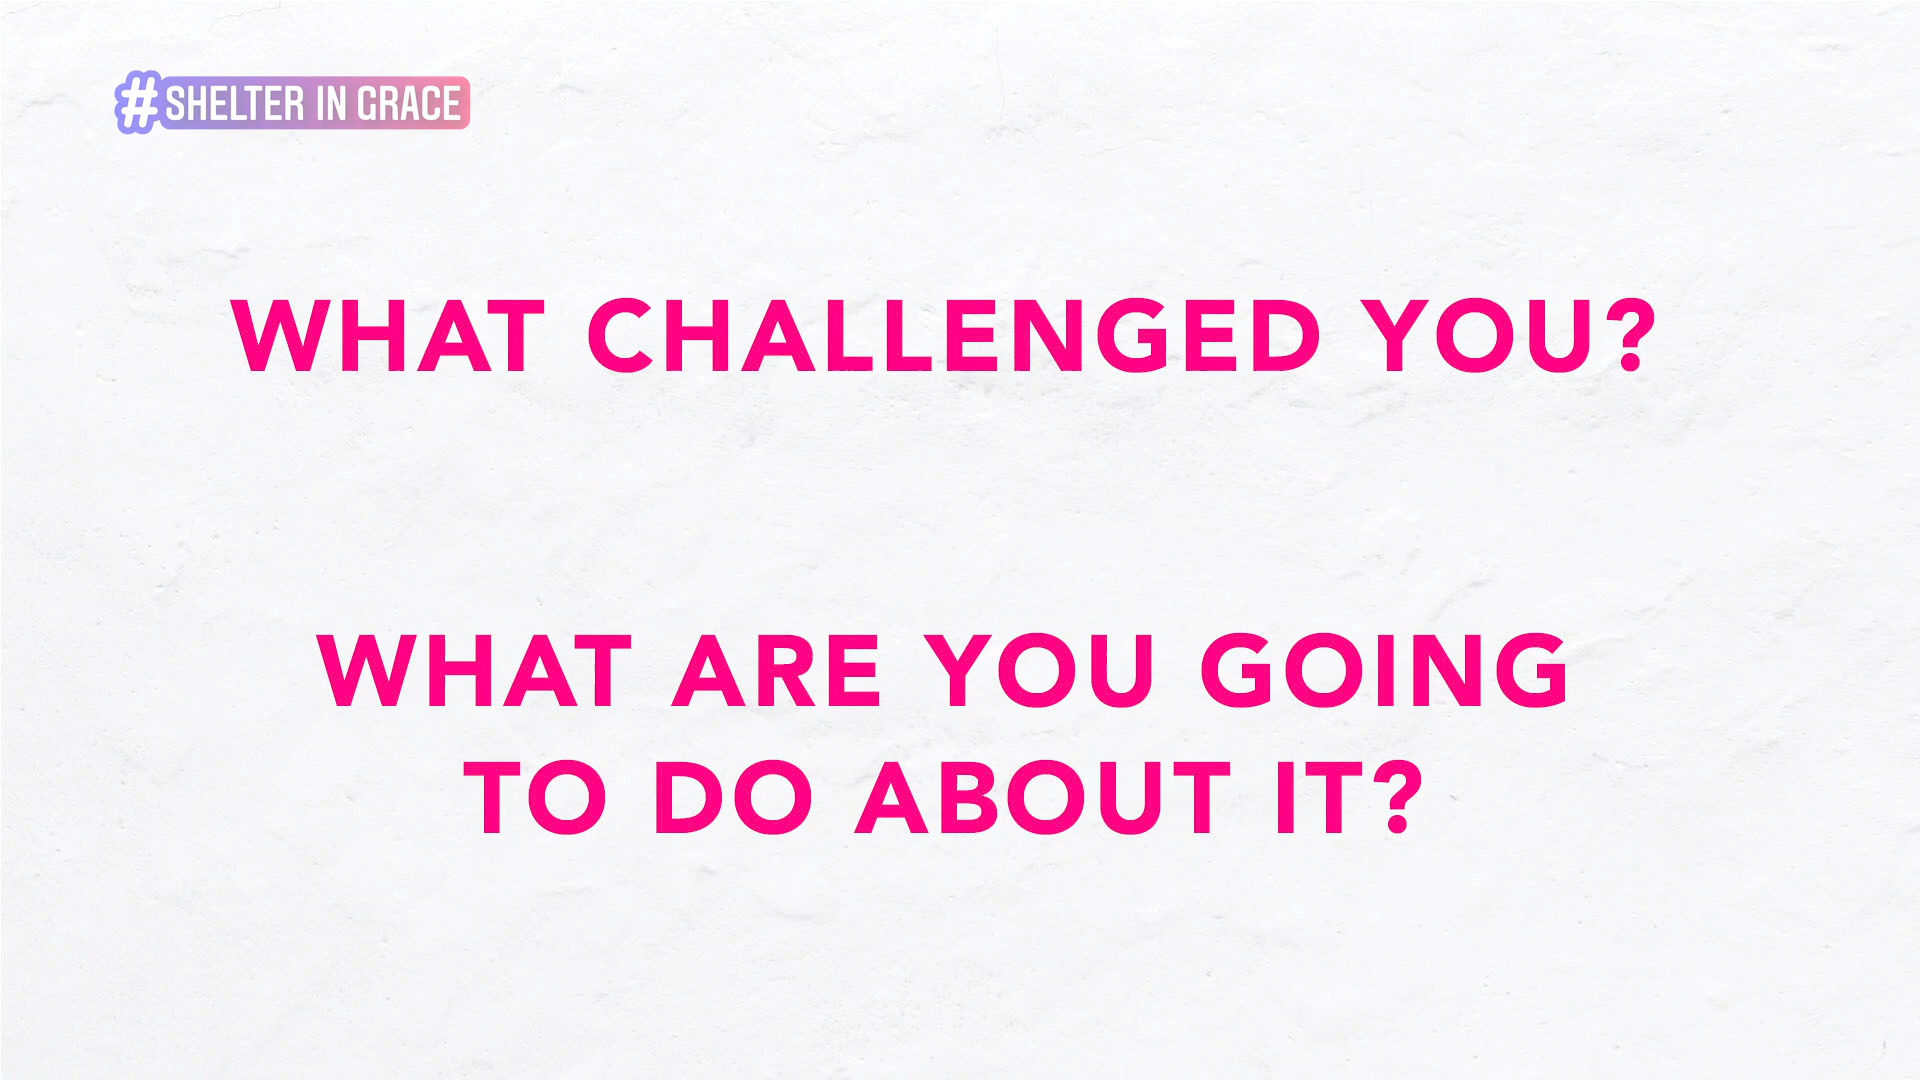 #SHELTER IN GRACE
WHAT CHALLENGED YOU?
WHAT ARE YOU GOING
TO DO ABOUT IT?